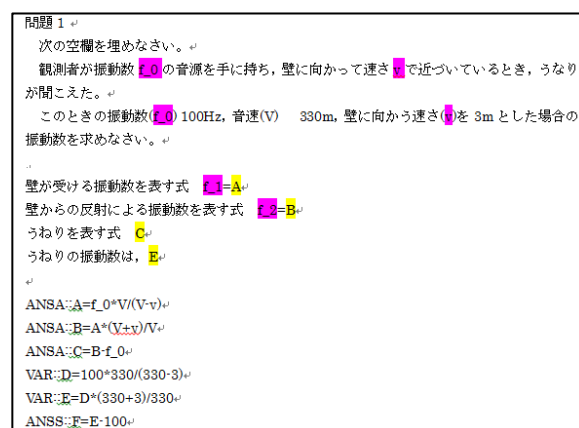 問題1
次の空欄を埋めなさい。
観測者が振動数 f_0 の音源を手に持ち，壁に向かって速さ v で近づいているとき，うなり
が聞こえた。
このときの振動数(f_0) 100Hz，音速(V) 330m，壁に向かう速さ(v)を 3m とした場合の
振動数を求めなさい。
壁が受ける振動数を表す式 f_1=A
壁からの反射による振動数を表す式 f_2=B
うねりを表す式 C
うねりの振動数は，E
ANSA::A=f_0*V/(V-v)
ANSA::B=A*(V+v)/V
ANSA::C=B-f_0
VAR::D=100*330/(330-3)
VAR::E=D*(330+3)/330
ANSS::F=E-100